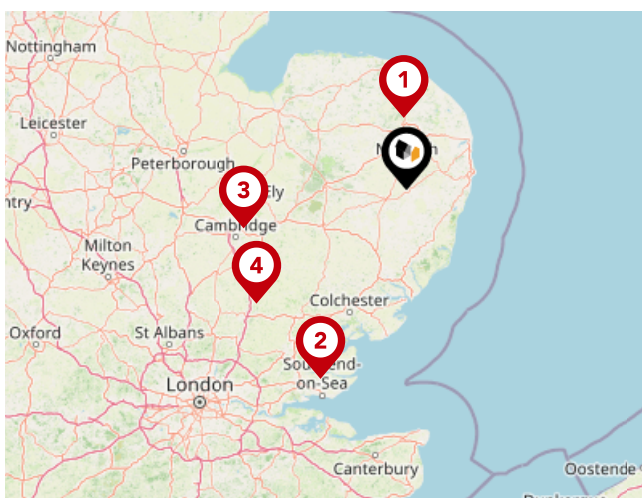 Nottingham
1
Leicester
Peterborough
3
Ely
Cambridge
ntry
4
Milton
Keynes
Colchester
Oxford
St Albans
2
London
on-Sea
Canterbury
Oostende